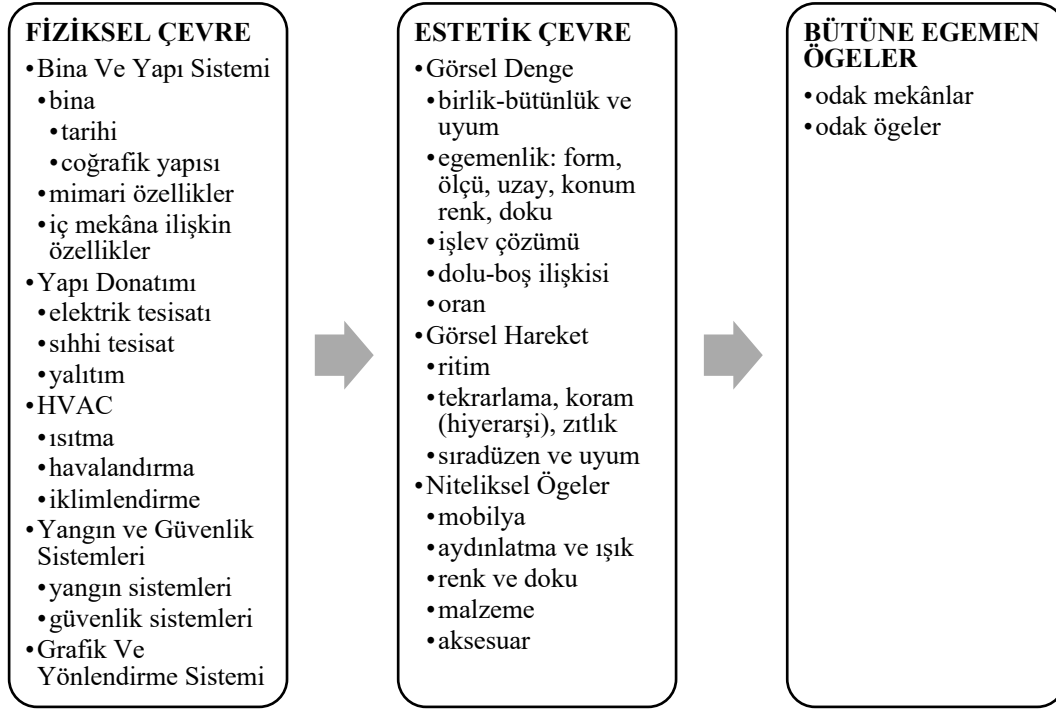 FİZİKSEL ÇEVRE
•Bina Ve Yapı Sistemi
•bina
•tarihi
•coğrafik yapısı
•mimari özellikler
•iç mekâna ilişkin
özellikler
•Yapı Donatımı
•elektrik tesisatı
•sıhhi tesisat
•yalıtım
•HVAC
•ısıtma
•havalandırma
•iklimlendirme
•Yangın ve Güvenlik
Sistemleri
•yangın sistemleri
•güvenlik sistemleri
•Grafik Ve
Yönlendirme Sistemi
ESTETİK ÇEVRE
•Görsel Denge
•birlik-bütünlük ve
uyum
•egemenlik: form,
ölçü, uzay, konum
renk, doku
•işlev çözümü
•dolu-boş ilişkisi
•oran
•Görsel Hareket
•ritim
•tekrarlama, koram
(hiyerarşi), zıtlık
•sıradüzen ve uyum
•Niteliksel Ögeler
•mobilya
•aydınlatma ve ışık
•renk ve doku
•malzeme
•aksesuar
BÜTÜNE EGEMEN
ÖGELER
•odak mekânlar
•odak ögeler